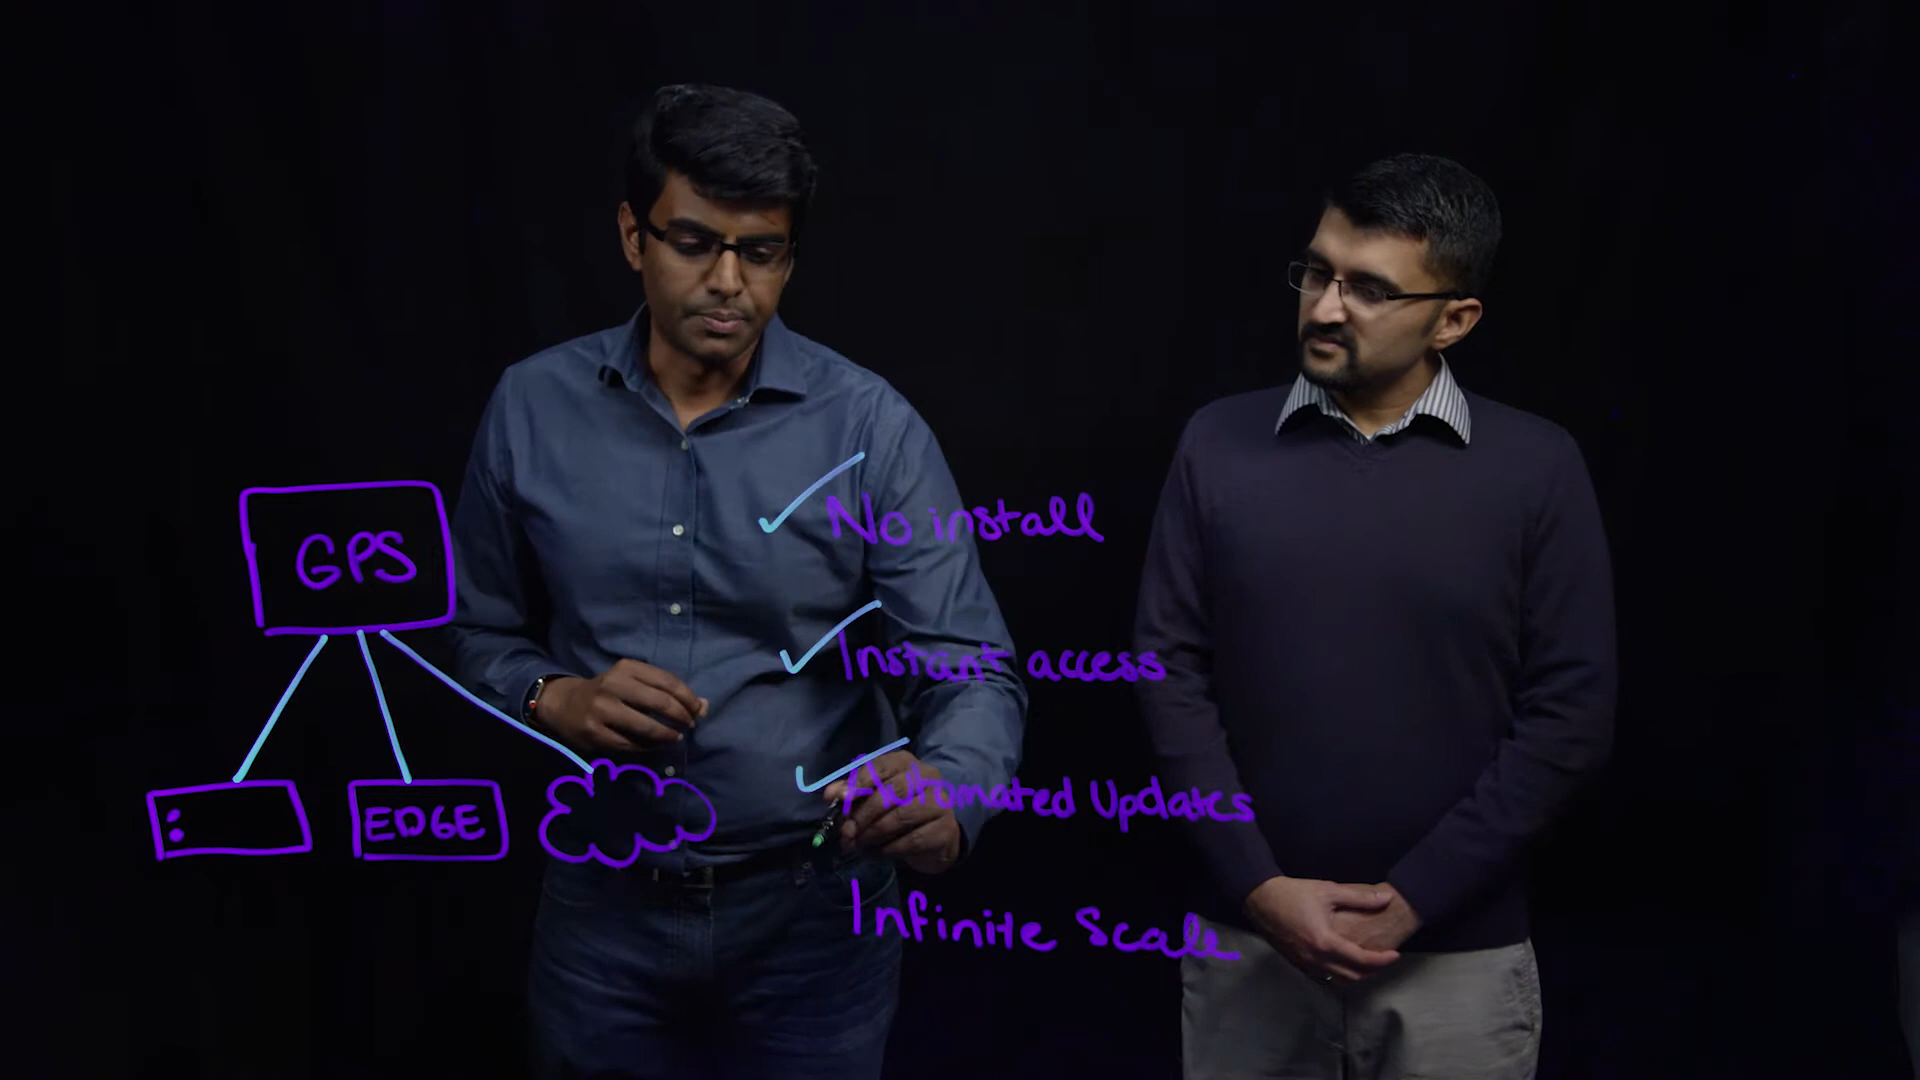 GPS
EDGE
No install
Instant access
Automated Updates
Infinite Scale